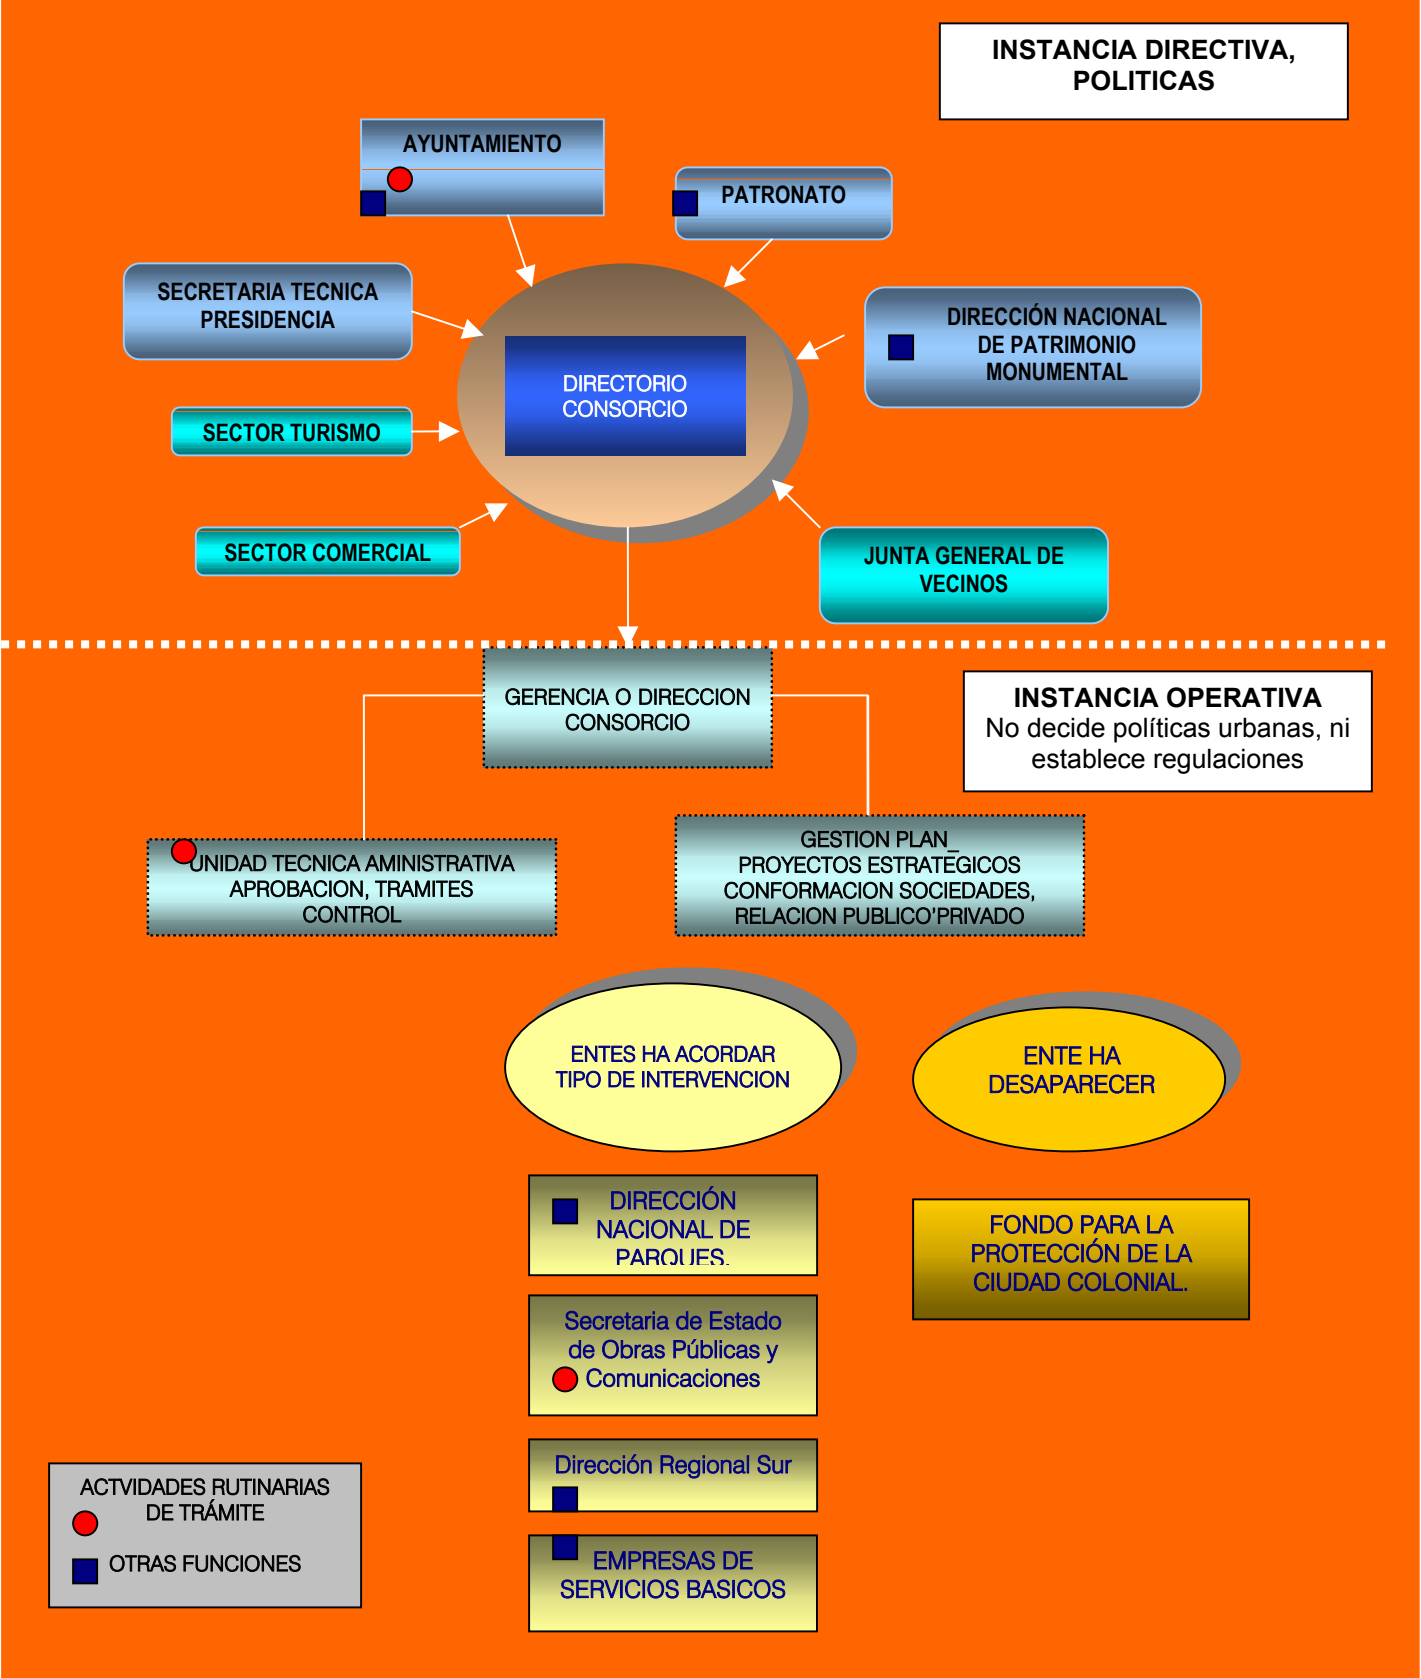 INSTANCIA DIRECTIVA,
POLITICAS
AYUNTAMIENTO
PATRONATO
SECRETARIA TECNICA
PRESIDENCIA
DIRECCIÓN NACIONAL
DE PATRIMONIO
MONUMENTAL
DIRECTORIO
CONSORCIO
SECTOR TURISMO
SECTOR COMERCIAL
JUNTA GENERAL DE
VECINOS
GERENCIA O DIRECCION
CONSORCIO
INSTANCIA OPERATIVA
No decide políticas urbanas, ni
establece regulaciones
UNIDAD TECNICA AMINISTRATIVA
APROBACION, TRAMITES
CONTROL
GESTION PLAN_
PROYECTOS ESTRATEGICOS
CONFORMACION SOCIEDADES,
RELACION PUBLICO'PRIVADO
ENTES HA ACORDAR
TIPO DE INTERVENCION
ENTE HA
DESAPARECER
DIRECCIÓN
NACIONAL DE
PARQUES.
FONDO PARA LA
PROTECCIÓN DE LA
CIUDAD COLONIAL.
Secretaria de Estado
de Obras Públicas y
Comunicaciones
Dirección Regional Sur
EMPRESAS DE
SERVICIOS BASICOS
ACTVIDADES RUTINARIAS
DE TRÁMITE
OTRAS FUNCIONES